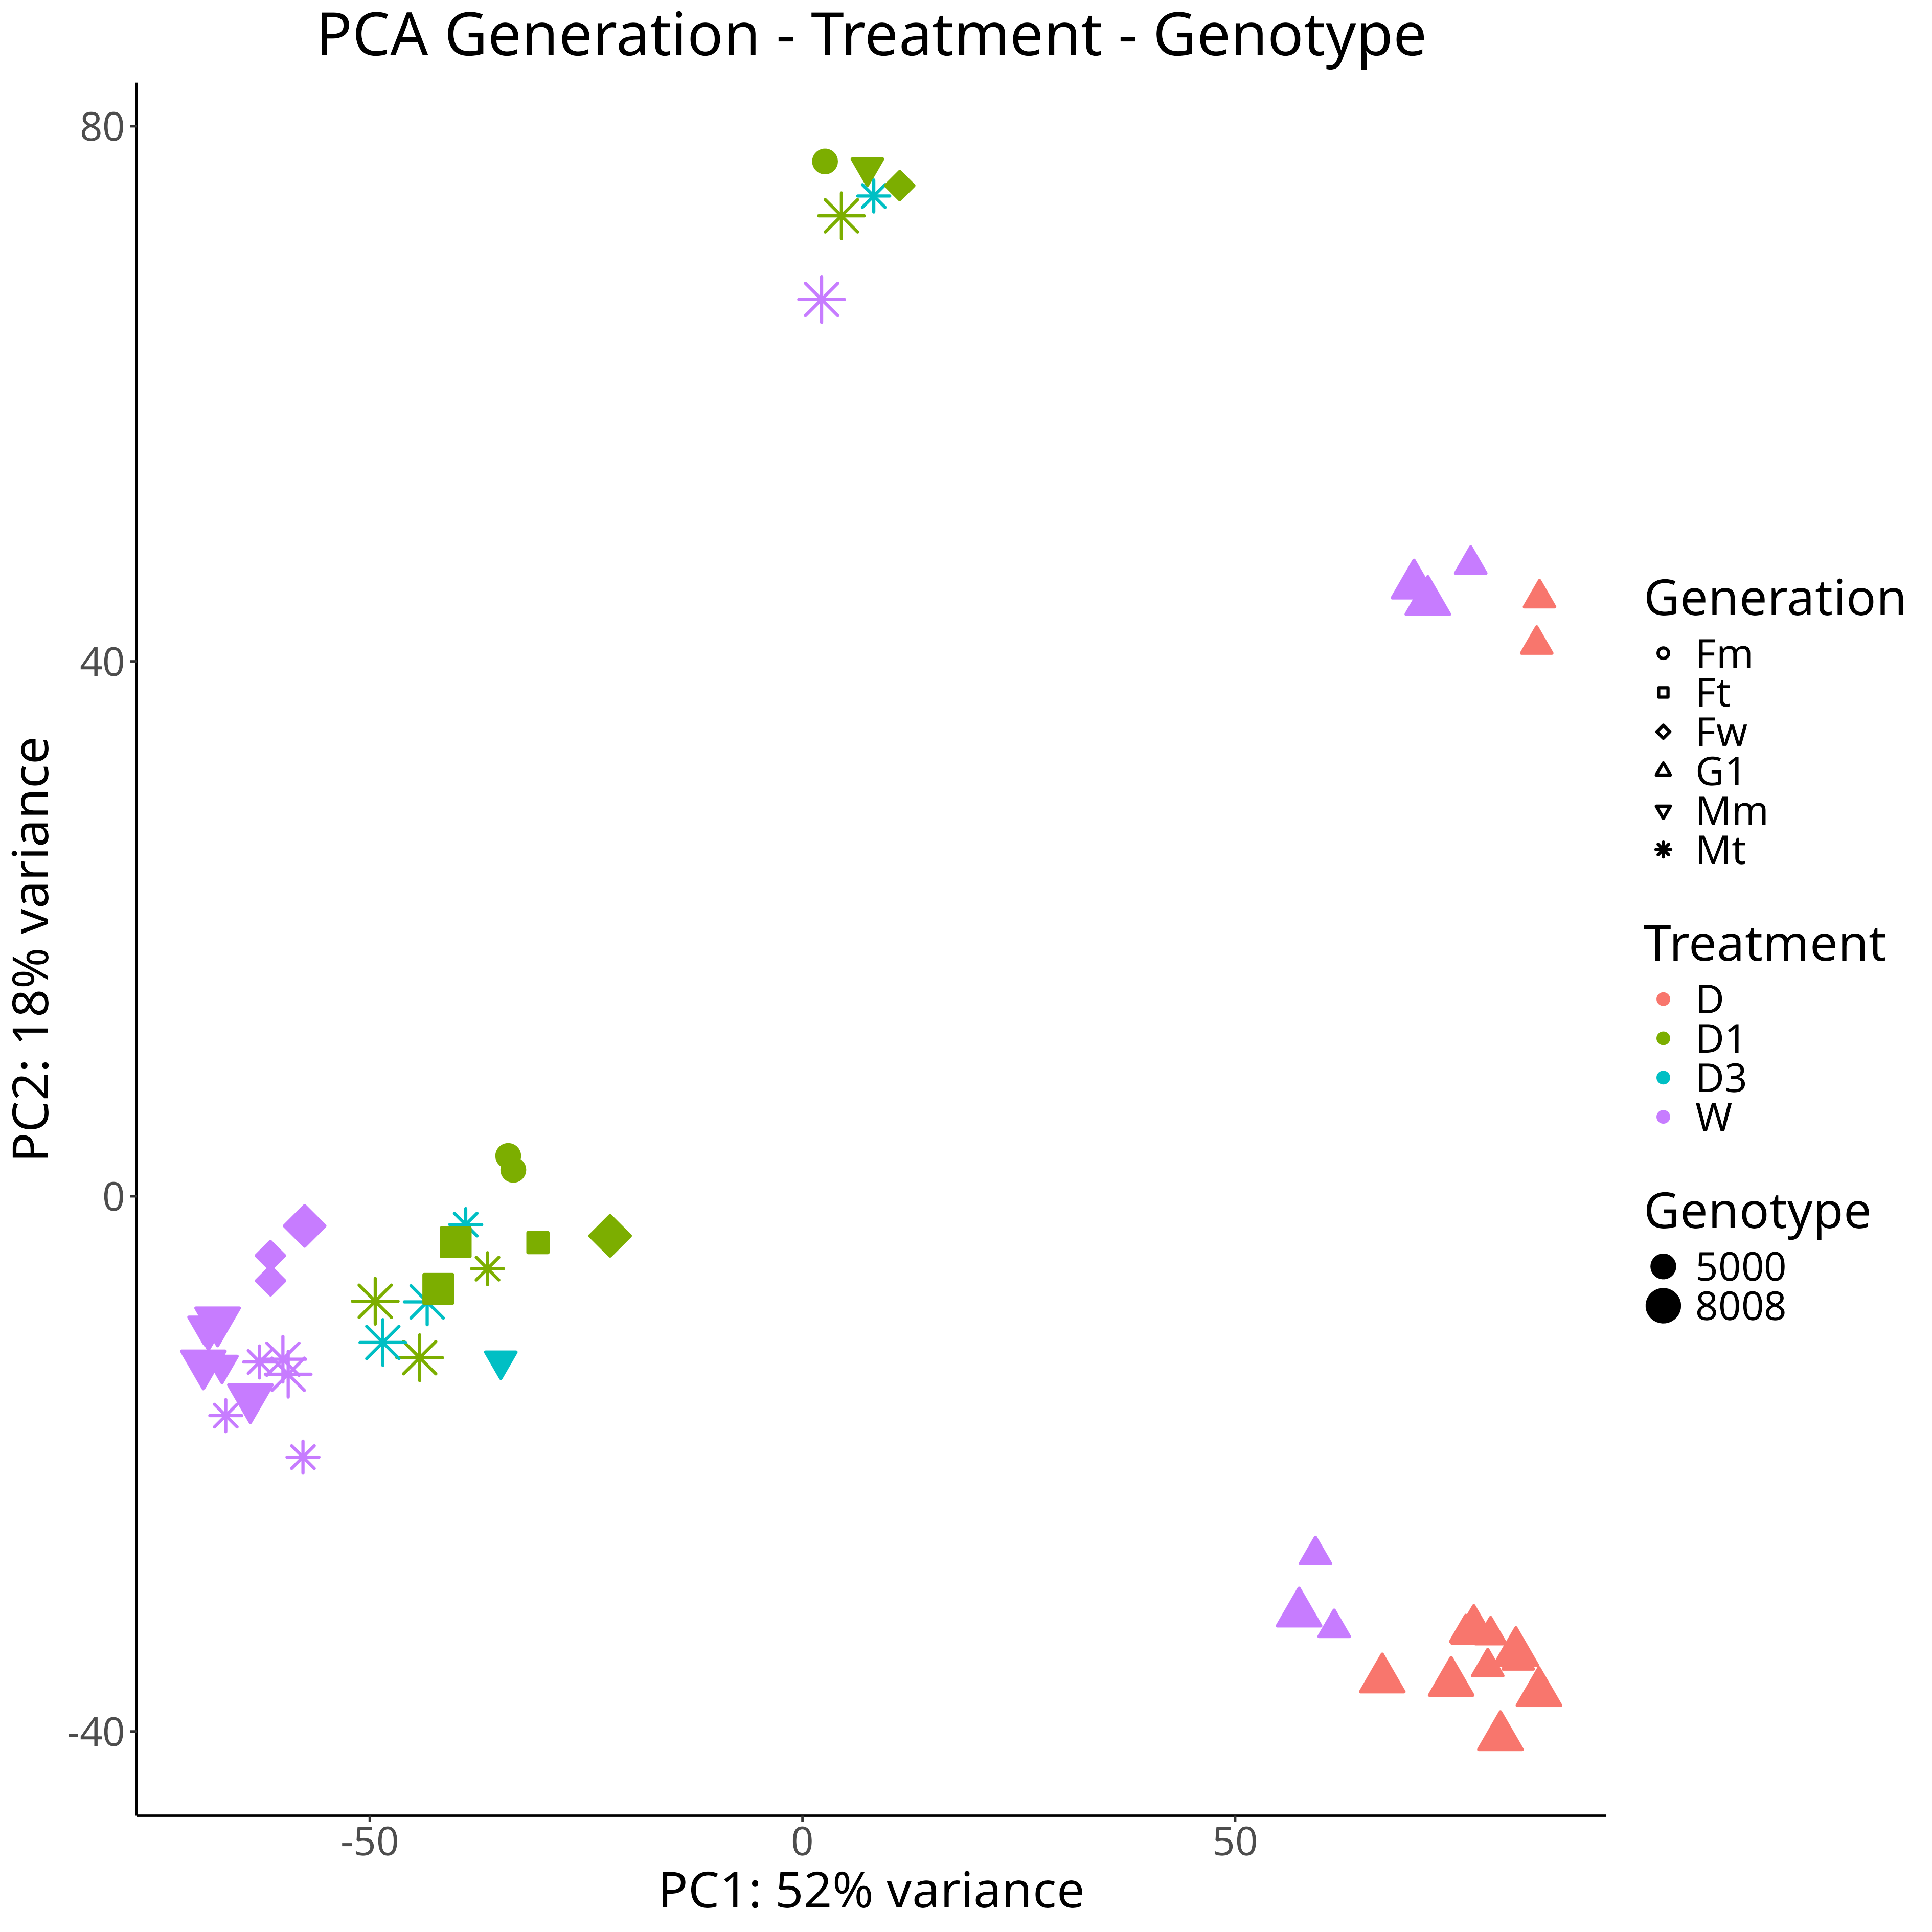 PCA Generation - Treatment - Genotype
80
40
0
-40
PC2: 18% variance
-50
0
50
PC1: 52% variance
Generation
Fm
Ft
Fw
G1
Mm
Mt
Treatment
D
D1
D3
W
Genotype
5000
8008